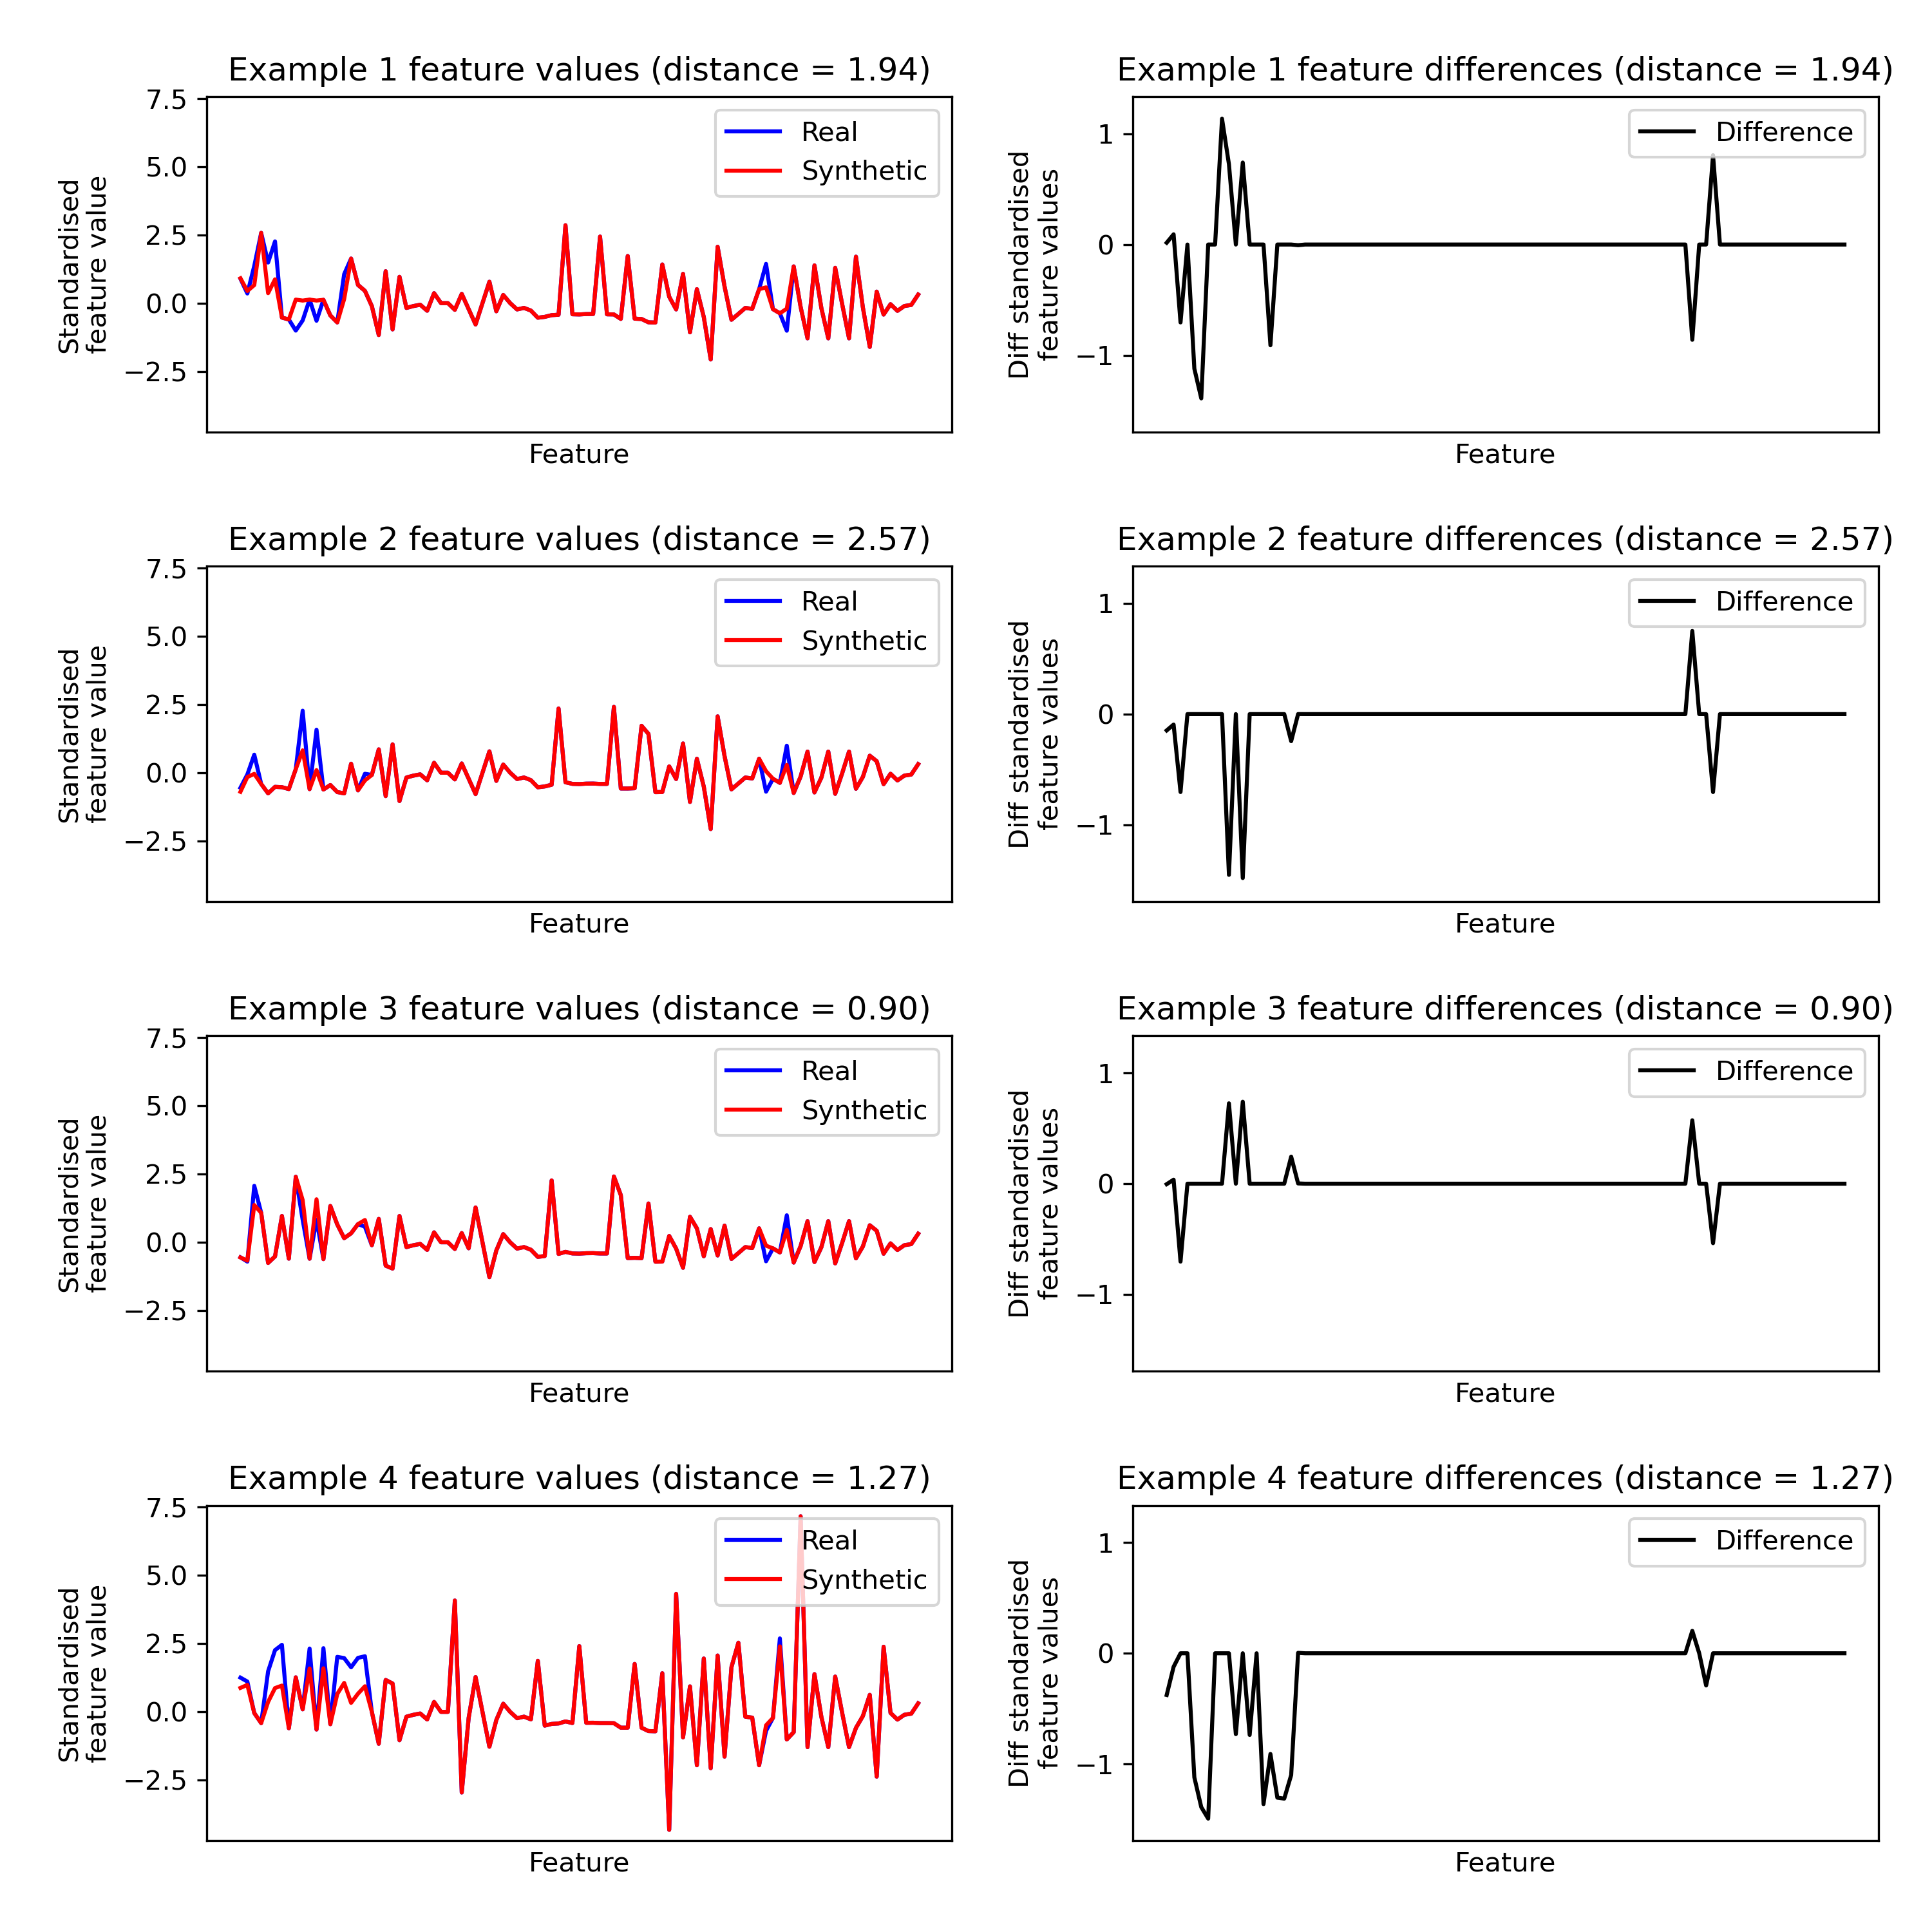 Example 1 feature values (distance = 1.94)
7.5
5.0
2.5
0.0
−2.5
Standardised
feature value
Real
Synthetic
Feature
Example 1 feature differences (distance = 1.94)
1
0
−1
Diff standardised
feature values
Difference
Feature
Example 2 feature values (distance = 2.57)
7.5
5.0
2.5
0.0
−2.5
Standardised
feature value
Real
Synthetic
Feature
Example 2 feature differences (distance = 2.57)
1
0
−1
Diff standardised
feature values
Difference
Feature
Example 3 feature values (distance = 0.90)
7.5
5.0
2.5
0.0
−2.5
Standardised
feature value
Real
Synthetic
Feature
Example 3 feature differences (distance = 0.90)
1
0
−1
Diff standardised
feature values
Difference
Feature
Example 4 feature values (distance = 1.27)
7.5
5.0
2.5
0.0
−2.5
Standardised
feature value
Real
Synthetic
Feature
Example 4 feature differences (distance = 1.27)
1
0
−1
Diff standardised
feature values
Difference
Feature